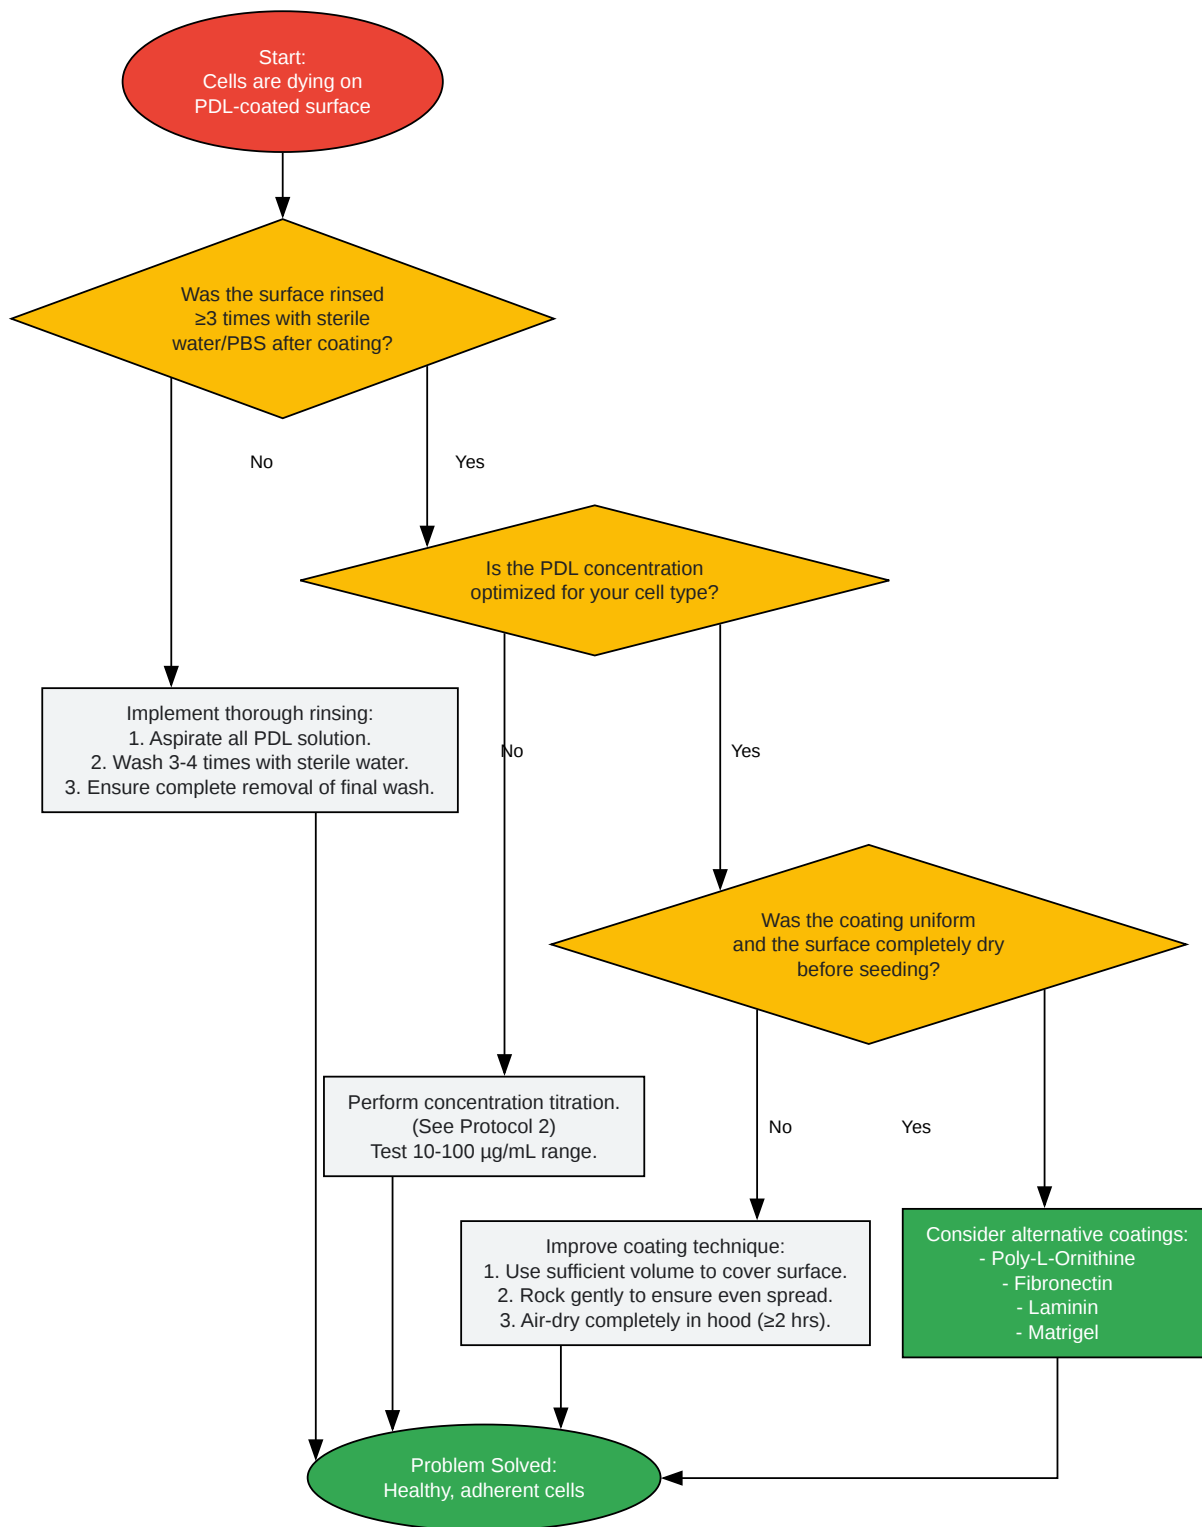 Start:
Cells are dying on
PDL-coated surface
Was the surface rinsed
≥3 times with sterile
water/PBS after coating?
No
Yes
Is the PDL concentration
optimized for your cell type?
Implement thorough rinsing:
1. Aspirate all PDL solution.
2. Wash 3-4 times with sterile water.
3. Ensure complete removal of final wash.
No
Yes
Was the coating uniform
and the surface completely dry
before seeding?
Perform concentration titration.
(See Protocol 2)
Test 10-100 µg/mL range.
No
Yes
Improve coating technique:
1. Use sufficient volume to cover surface.
2. Rock gently to ensure even spread.
3. Air-dry completely in hood (≥2 hrs).
Consider alternative coatings:
- Poly-L-Ornithine
- Fibronectin
- Laminin
- Matrigel
Problem Solved:
Healthy, adherent cells